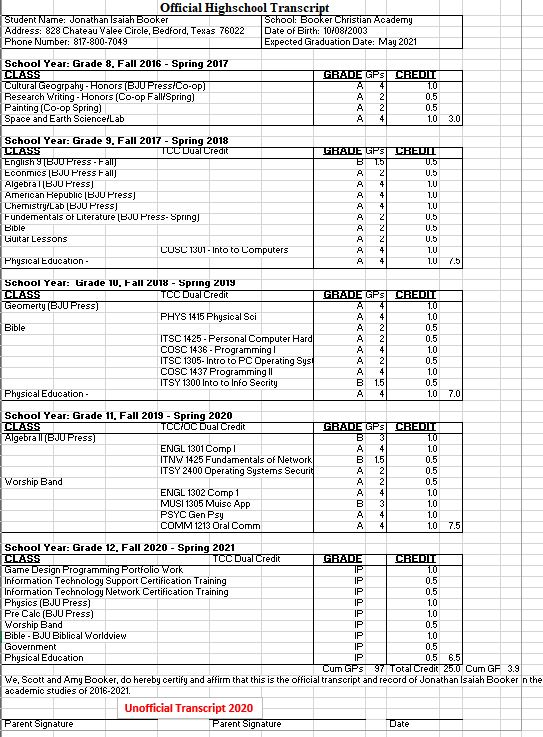 Official Highschool Transcript
Student Name: Jonathan Isaiah Booker School: Booker Christian Academy
Address: 828 Chateau Valee Circle, Bedford, Texas 76022 Date of Birth: 10/08/2003
Phone Number: 817-800-7049 Expected Graduation Date: May 2021
School Year: Grade 8, Fall 2016 - Spring 2017
CLASS GRADE GPs CREDIT
Cultural Geogrpahy - Honors (BJU Press/Co-op) A 4 1.0
Research Writing - Honors (Co-op Fall/Spring) A 2 0.5
Painting (Co-op Spring) A 2 0.5
Space and Earth Science/Lab A 4 1.0 3.0
School Year: Grade 9, Fall 2017 - Spring 2018
CLASS TCC Dual Credit GRADE GPs CREDIT
English 9 (BJU Press - Fall) B 1.5 0.5
Econmics (BJU Press Fall) A 2 0.5
Algebra I (BJU Press) A 4 1.0
American Republic (BJU Press) A 4 1.0
Chemistry/Lab (BJU Press) A 4 1.0
Fundementals of Literature (BJU Press- Spring) A 2 0.5
Bible A 2 0.5
Guitar Lessons A 2 0.5
COSC 1301 - Into to Computers A 4 1.0
Physical Education - A 4 1.0 7.5
School Year: Grade 10, Fall 2018 - Spring 2019
CLASS TCC Dual Credit GRADE GPs CREDIT
Geomerty (BJU Press) A 4 1.0
PHYS 1415 Physical Sci A 4 1.0
Bible A 2 0.5
ITSC 1425 - Personal Computer Hard A 2 0.5
COSC 1436 - Programming I A 4 1.0
ITSC 1305- Intro to PC Operating Syst A 2 0.5
COSC 1437 Programming II A 4 1.0
ITSY 1300 Into to Info Secrity B 1.5 0.5
Physical Education - A 4 1.0 7.0
School Year: Grade 11, Fall 2019 - Spring 2020
CLASS TCC/OC Dual Credit GRADE GPs CREDIT
Algebra II (BJU Press) B 3 1.0
ENGL 1301 Comp I A 4 1.0
ITNW 1425 Fundamentals of Network B 1.5 0.5
ITSY 2400 Operating Systems Securit A 2 0.5
Worship Band A 2 0.5
ENGL 1302 Comp 1 A 4 1.0
MUSI 1305 Muisc App B 3 1.0
PSYC Gen Psy A 4 1.0
COMM 1213 Oral Comm A 4 1.0 7.5
School Year: Grade 12, Fall 2020 - Spring 2021
CLASS TCC Dual Credit GRADE CREDIT
Game Design Programming Portfolio Work IP 1.0
Information Technology Support Certification Training IP 0.5
Information Technology Network Certification Training IP 0.5
Physics (BJU Press) IP 1.0
Pre Calc (BJU Press) IP 1.0
Worship Band IP 0.5
Bible - BJU Biblical Worldview IP 1.0
Government IP 0.5
Physical Education IP 0.5 6.5
Cum GPs 97 Total Credit 25.0 Cum GF 3.9
We, Scott and Amy Booker, do hereby certify and affirm that this is the official transcript and record of Jonathan Isaiah Booker n the
academic studies of 2016-2021.
Unofficial Transcript 2020
Parent Signature Parent Signature Date